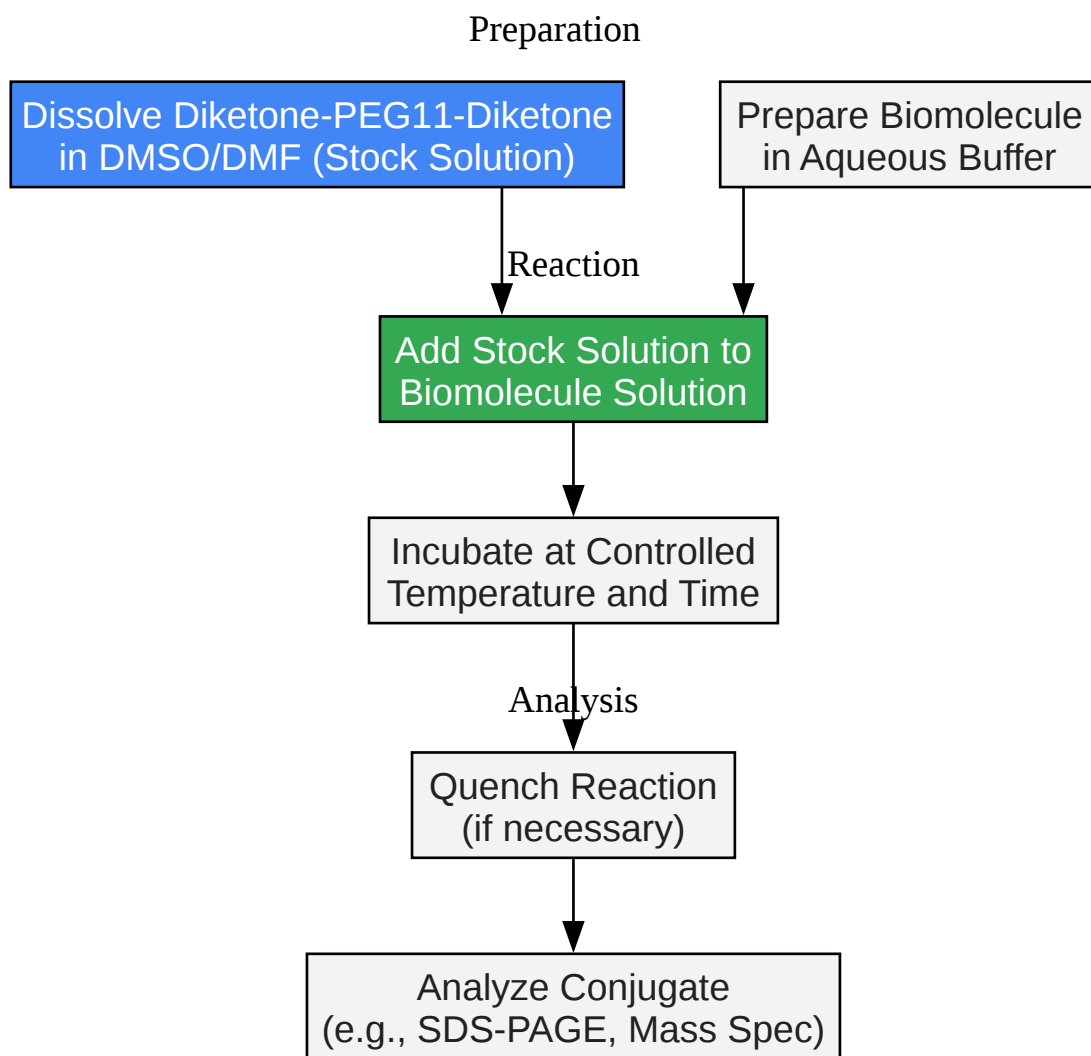 Preparation
Dissolve Diketone-PEG11-Diketone
in DMSO/DMF (Stock Solution)
Prepare Biomolecule
in Aqueous Buffer
Reaction
Add Stock Solution to
Biomolecule Solution
Incubate at Controlled
Temperature and Time
Analysis
Quench Reaction
(if necessary)
Analyze Conjugate
(e.g., SDS-PAGE, Mass Spec)